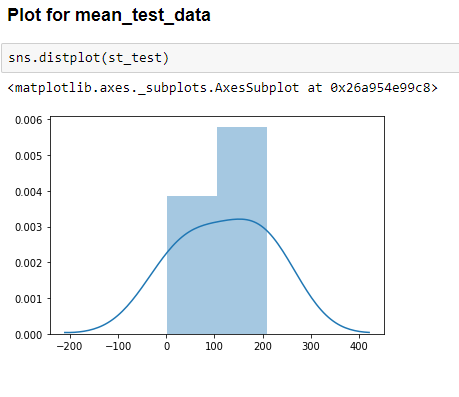 Plot for mean_test_data
sns.distplot(st_test)
<matplotlib.axes._subplots.AxesSubplot at 0x26a954e99c8>
0.006
0.005
0.004
0.003
0.002
0.001
0.000
−200 −100 0 100 200 300 400